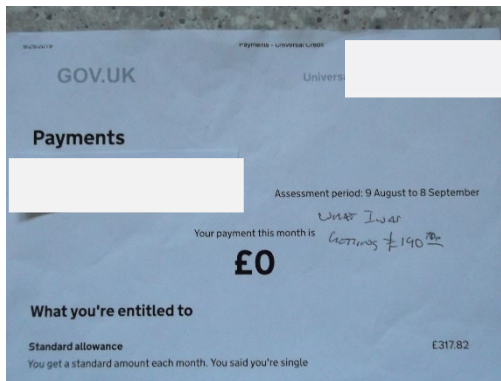 Payments - Universal Credit
GOV.UK
Univers
Payments
Assessment period: 9 August to 8 September
What I was
Getting £190
Your payment this month is
£0
What you're entitled to
Standard allowance £317.82
You get a standard amount each month. You said you're single